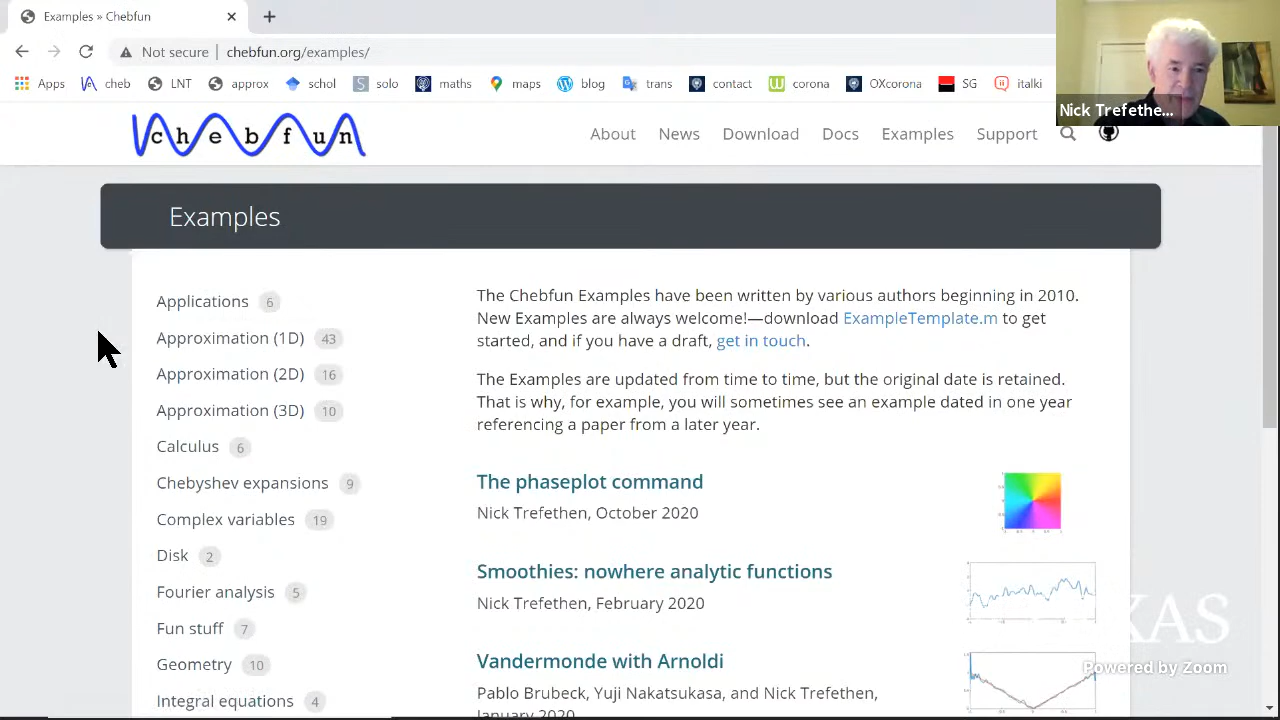 Examples » Chebfun
Not secure | chebfun.org/examples/
Apps cheb LNT approx schol solo maths maps blog trans contact corona OXcorona SG italki
Nick Trefethe...
chebfun
About News Download Docs Examples Support
Examples
Applications 6
Approximation (1D) 43
Approximation (2D) 16
Approximation (3D) 10
Calculus 6
Chebyshev expansions 9
Complex variables 19
Disk 2
Fourier analysis 5
Fun stuff 7
Geometry 10
Integral equations 4
The Chebfun Examples have been written by various authors beginning in 2010.
New Examples are always welcome!—download ExampleTemplate.m to get
started, and if you have a draft, get in touch.
The Examples are updated from time to time, but the original date is retained.
That is why, for example, you will sometimes see an example dated in one year
referencing a paper from a later year.
The phaseplot command
Nick Trefethen, October 2020
Smoothies: nowhere analytic functions
Nick Trefethen, February 2020
Vandermonde with Arnoldi
Pablo Brubeck, Yuji Nakatsukasa, and Nick Trefethen,
January 2020
Powered by Zoom